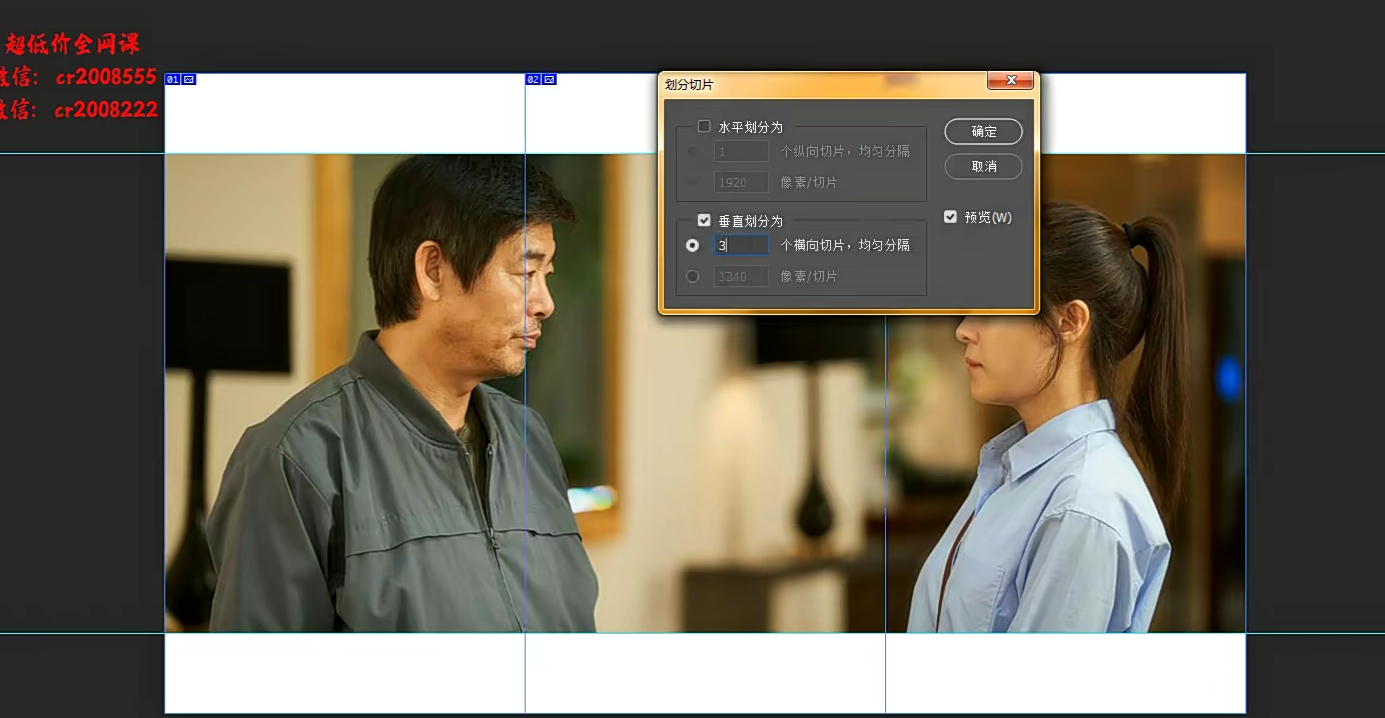 超低价全网课
微信: cr2008555
微信: cr2008222
01
02
划分切片
水平划分为
1 个纵向切片，均匀分隔
1920 像素/切片
垂直划分为
3 个横向切片，均匀分隔
像素/切片
确定
取消
预览(W)